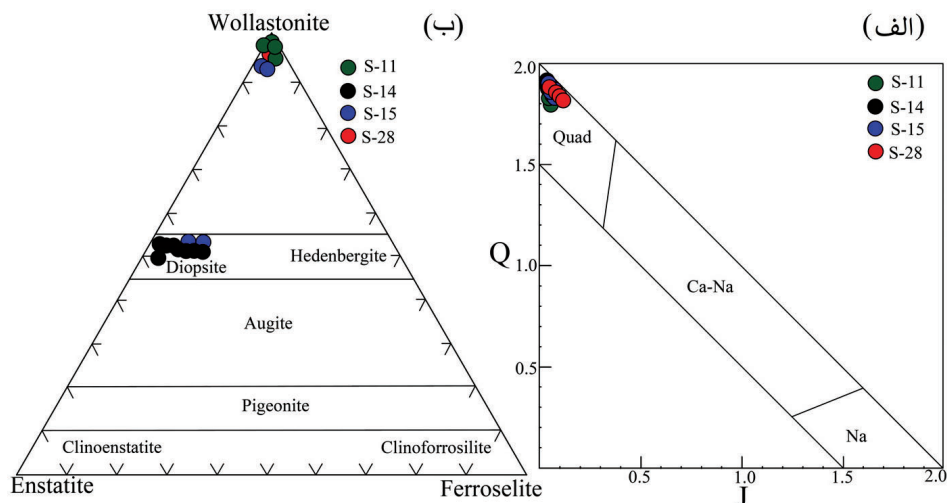 Wollastonite
(ب)
S-11
S-14
S-15
S-28
Diopsite
Hedenbergite
Augite
Pigeonite
Clinoenstatite
Clinoforrosilite
Enstatite
Ferroselite
(الف)
2.0
S-11
S-14
S-15
S-28
Quad
1.5
Q
1.0
Ca-Na
0.5
Na
0.5
1.0
1.5
2.0